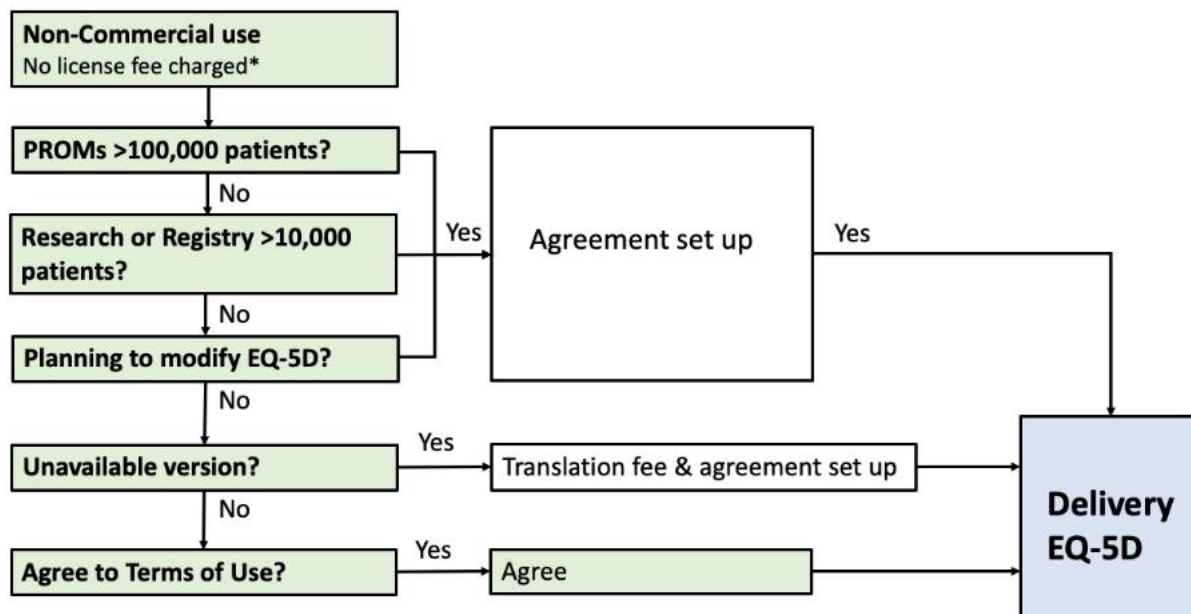 Non-Commercial use
No license fee charged*
PROMs >100,000 patients?
No
Research or Registry >10,000
patients?
Yes
Agreement set up
Yes
No
Planning to modify EQ-5D?
No
Unavailable version?
Yes
Translation fee & agreement set up
No
Agree to Terms of Use?
Yes
Agree
Delivery
EQ-5D